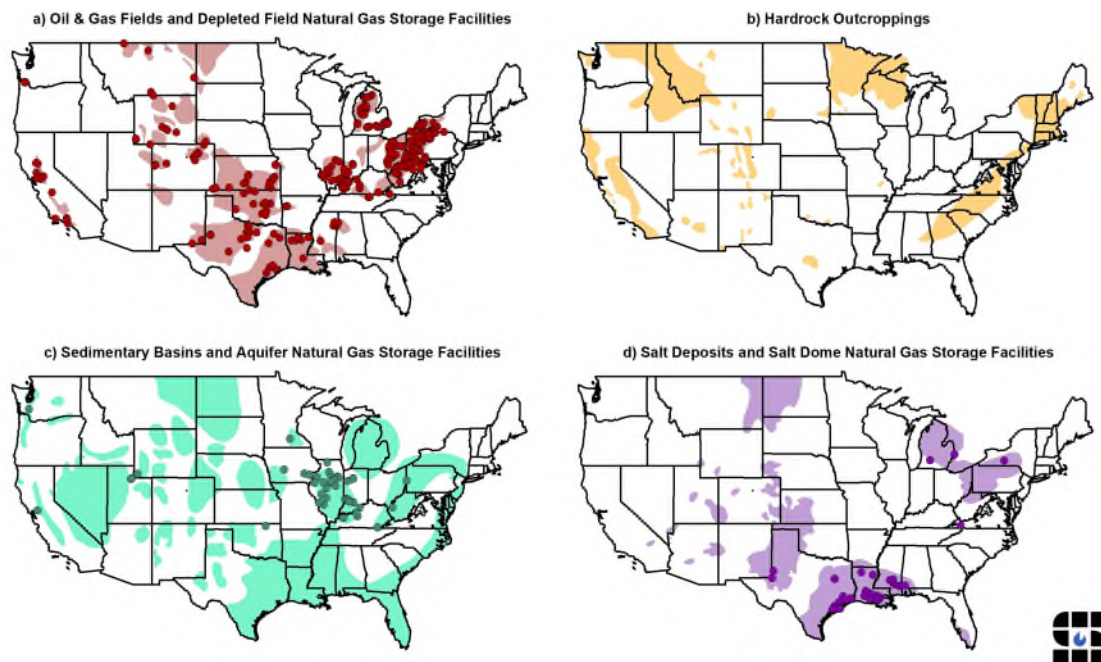 a) Oil & Gas Fields and Depleted Field Natural Gas Storage Facilities
b) Hardrock Outcroppings
c) Sedimentary Basins and Aquifer Natural Gas Storage Facilities
d) Salt Deposits and Salt Dome Natural Gas Storage Facilities